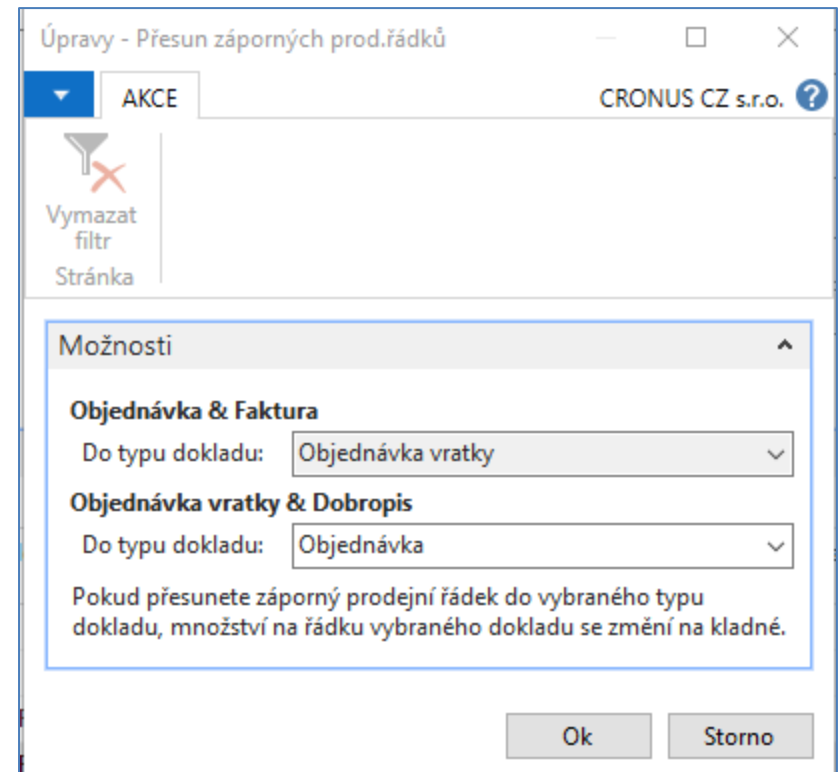 Úpravy - Přesun záporných prod.řádků
AKCE
CRONUS CZ s.r.o.
Vymazat
filtr
Stránka
Možnosti
Objednávka & Faktura
Do typu dokladu: Objednávka vratky
Objednávka vratky & Dobropis
Do typu dokladu: Objednávka
Pokud přesunete záporný prodejní řádek do vybraného typu
dokladu, množství na řádku vybraného dokladu se změní na kladné.
Ok
Storno